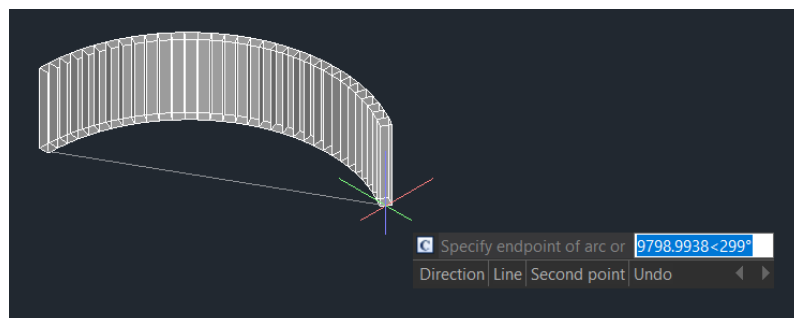 C Specify endpoint of arc or 9798.9938<299°
Direction Line Second point Undo